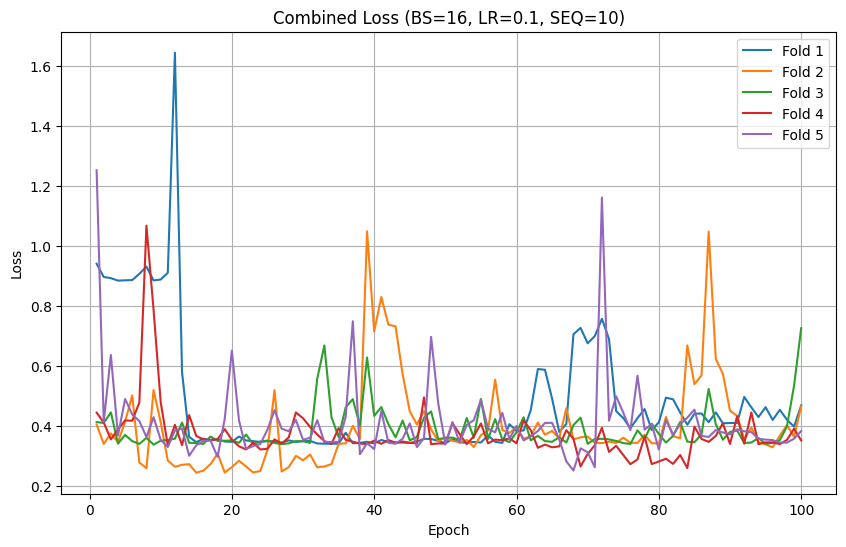 Combined Loss (BS=16, LR=0.1, SEQ=10)
Fold 1
Fold 2
Fold 3
Fold 4
Fold 5
1.6
1.4
1.2
1.0
0.8
0.6
0.4
0.2
Loss
0
20
40
60
80
100
Epoch